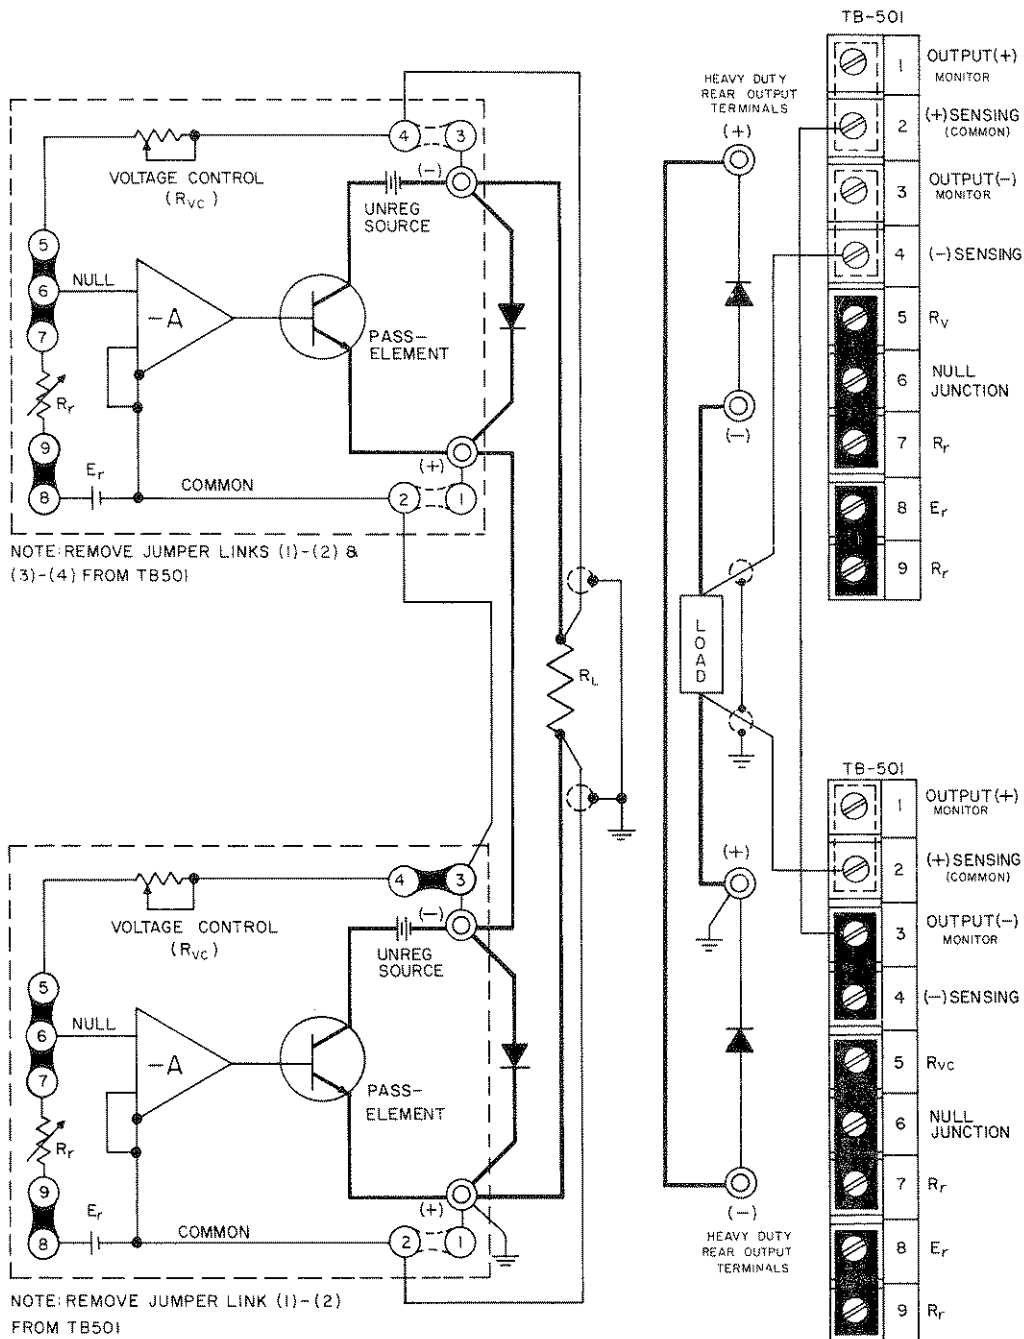 4
3
(-)
VOLTAGE CONTROL
(RVC)
UNREG
SOURCE
5
6
NULL
7
-A
PASS-
ELEMENT
Rr
9
8
Er
COMMON
(+)
2
1
NOTE: REMOVE JUMPER LINKS (1)-(2) &
(3)-(4) FROM TB501
RL
4
3
(-)
VOLTAGE CONTROL
(RVC)
UNREG
SOURCE
5
6
NULL
7
-A
PASS-
ELEMENT
Rr
9
8
Er
COMMON
(+)
2
1
NOTE: REMOVE JUMPER LINK (1)-(2)
FROM TB501
HEAVY DUTY
REAR OUTPUT
TERMINALS
(+)
(-)
LOAD
(+)
(-)
HEAVY DUTY
REAR OUTPUT
TERMINALS
TB-501
1 OUTPUT(+)
MONITOR
2 (+)SENSING
(COMMON)
3 OUTPUT(-)
MONITOR
4 (-)SENSING
5 RV
6 NULL
JUNCTION
7 Rr
8 Er
9 Rr
TB-501
1 OUTPUT(+)
MONITOR
2 (+)SENSING
(COMMON)
3 OUTPUT(-)
MONITOR
4 (-)SENSING
5 RVC
6 NULL
JUNCTION
7 Rr
8 Er
9 Rr